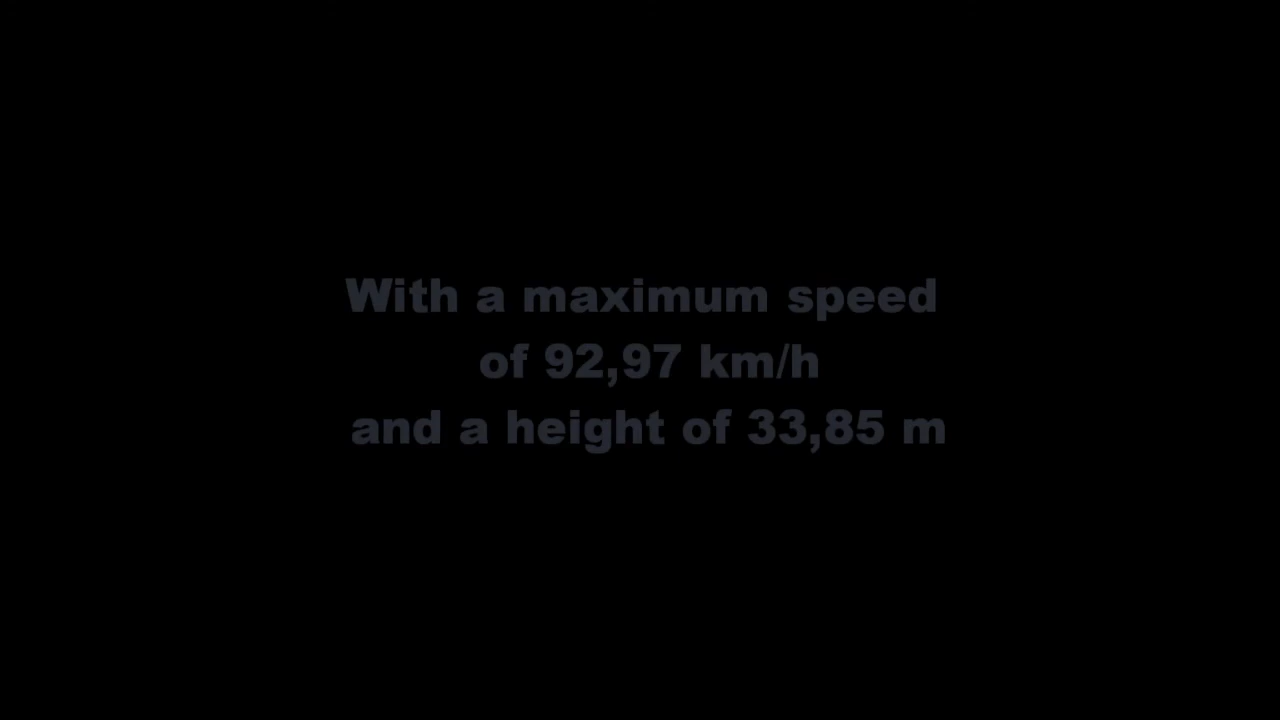 With a maximum speed
of 92,97 km/h
and a height of 33,85 m